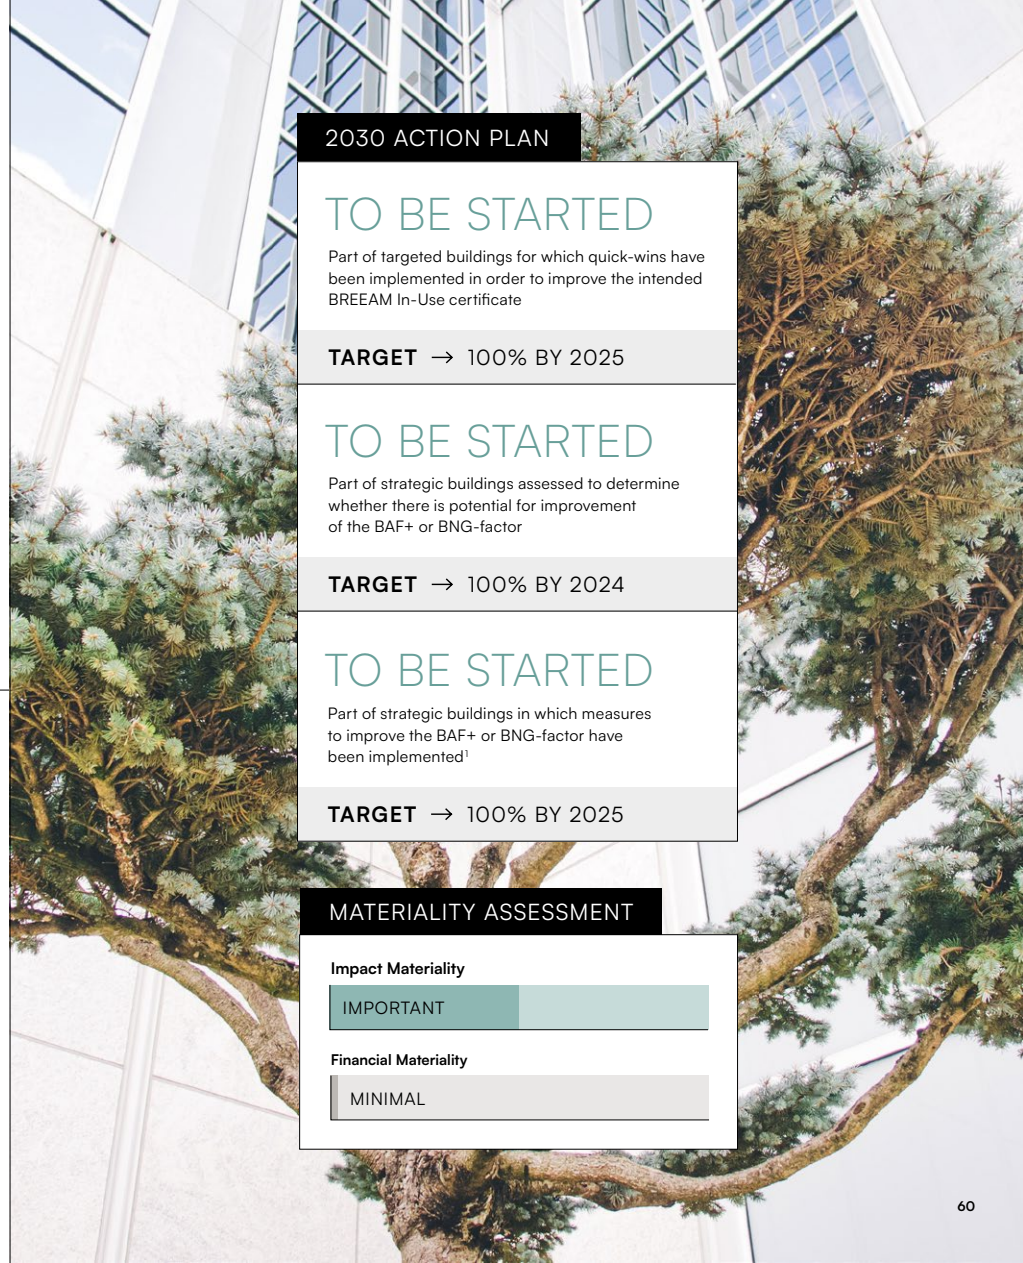 2030 ACTION PLAN
TO BE STARTED
Part of targeted buildings for which quick-wins have
been implemented in order to improve the intended
BREEAM In-Use certificate
TARGET → 100% BY 2025
TO BE STARTED
Part of strategic buildings assessed to determine
whether there is potential for improvement
of the BAF+ or BNG-factor
TARGET → 100% BY 2024
TO BE STARTED
Part of strategic buildings in which measures
to improve the BAF+ or BNG-factor have
been implemented¹
TARGET → 100% BY 2025
MATERIALITY ASSESSMENT
Impact Materiality
IMPORTANT
Financial Materiality
MINIMAL
60